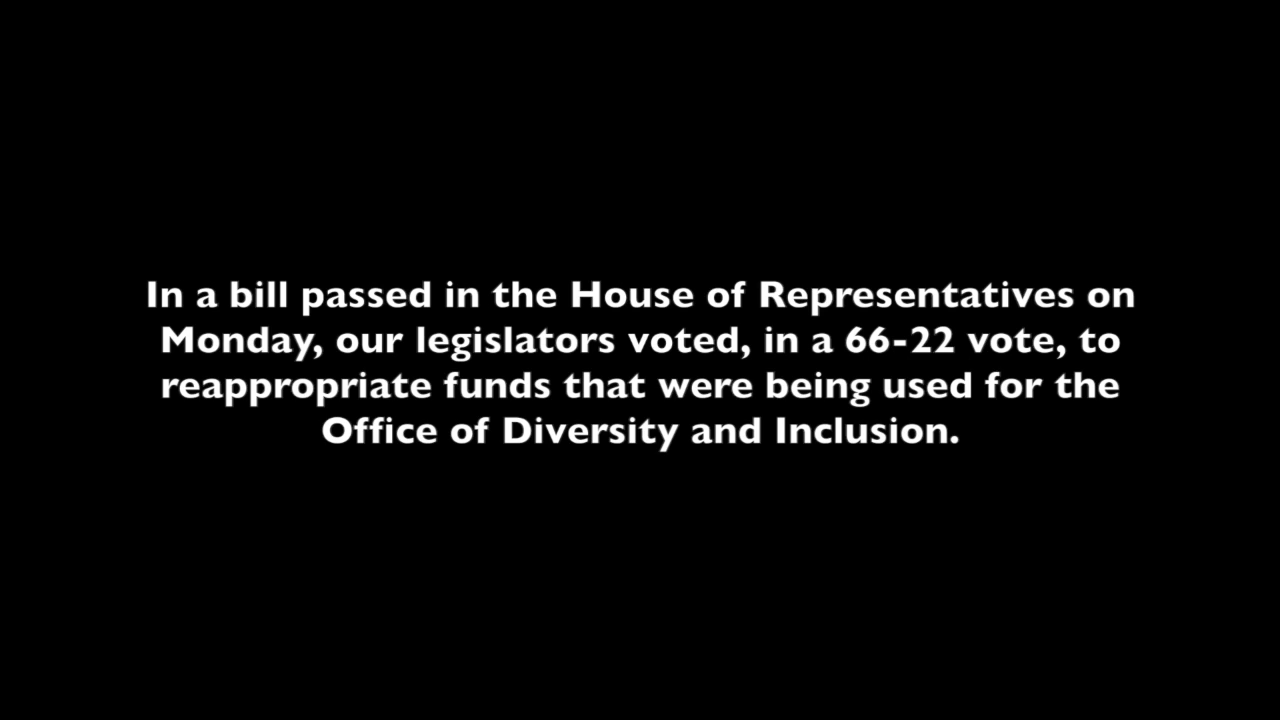 In a bill passed in the House of Representatives on
Monday, our legislators voted, in a 66-22 vote, to
reappropriate funds that were being used for the
Office of Diversity and Inclusion.